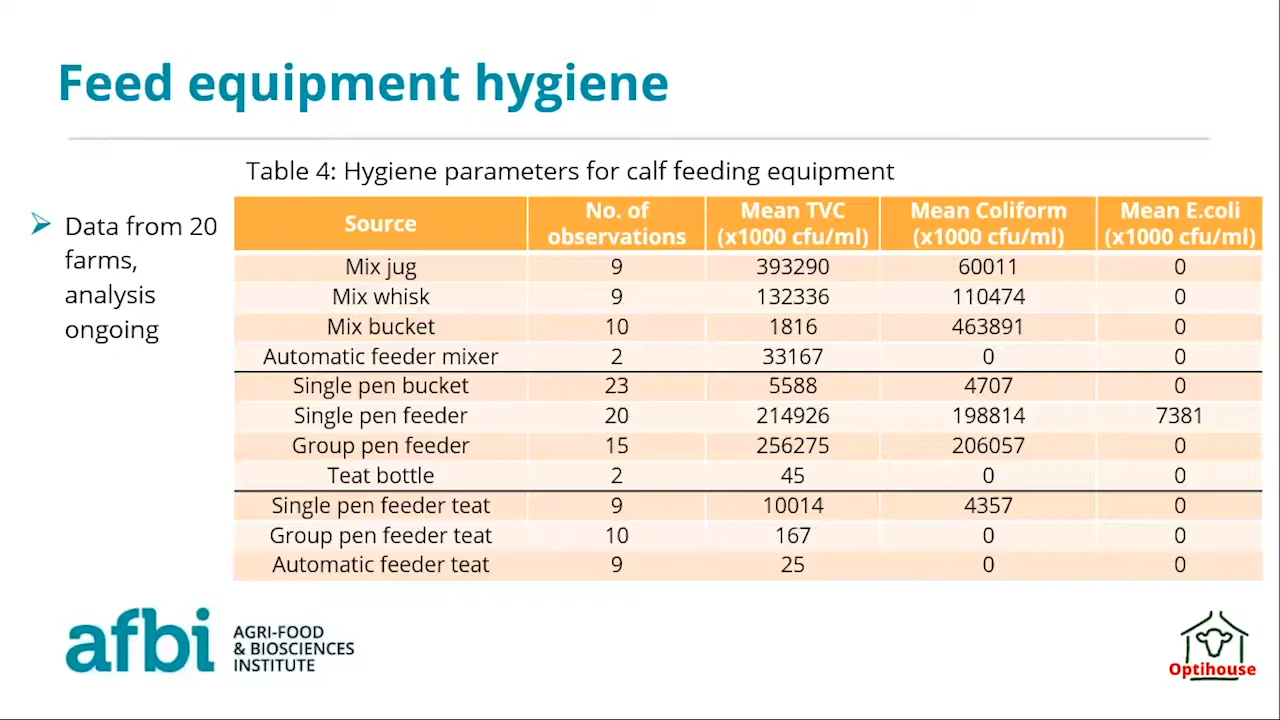 Feed equipment hygiene
Table 4: Hygiene parameters for calf feeding equipment
➢ Data from 20
farms,
analysis
ongoing
Source No. of observations Mean TVC (x1000 cfu/ml) Mean Coliform (x1000 cfu/ml) Mean E.coli (x1000 cfu/ml)
Mix jug 9 393290 60011 0
Mix whisk 9 132336 110474 0
Mix bucket 10 1816 463891 0
Automatic feeder mixer 2 33167 0 0
Single pen bucket 23 5588 4707 0
Single pen feeder 20 214926 198814 7381
Group pen feeder 15 256275 206057 0
Teat bottle 2 45 0 0
Single pen feeder teat 9 10014 4357 0
Group pen feeder teat 10 167 0 0
Automatic feeder teat 9 25 0 0
afbi
AGRI-FOOD
& BIOSCIENCES
INSTITUTE
Optihouse